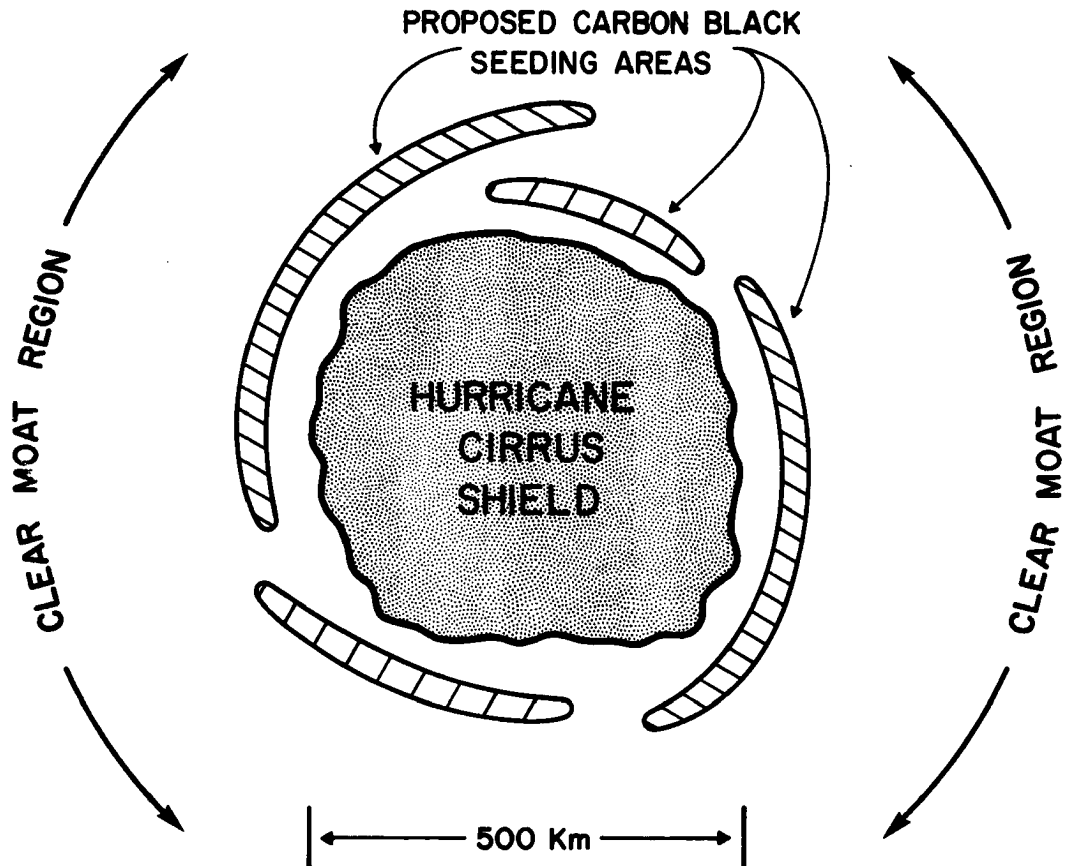 PROPOSED CARBON BLACK
SEEDING AREAS
CLEAR MOAT REGION
HURRICANE
CIRRUS
SHIELD
CLEAR MOAT REGION
500 Km